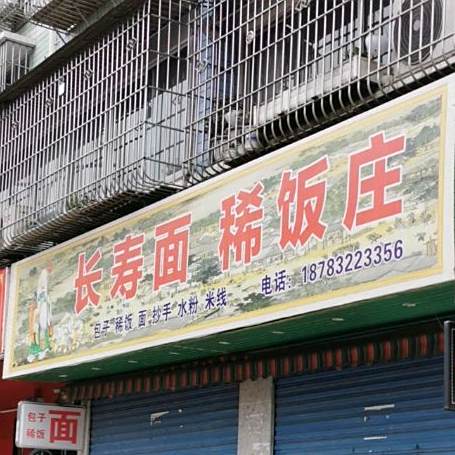 长寿面 稀饭庄
包子 稀饭 面 抄手 水粉 米线 电话: 18783223356
包子 面
稀饭